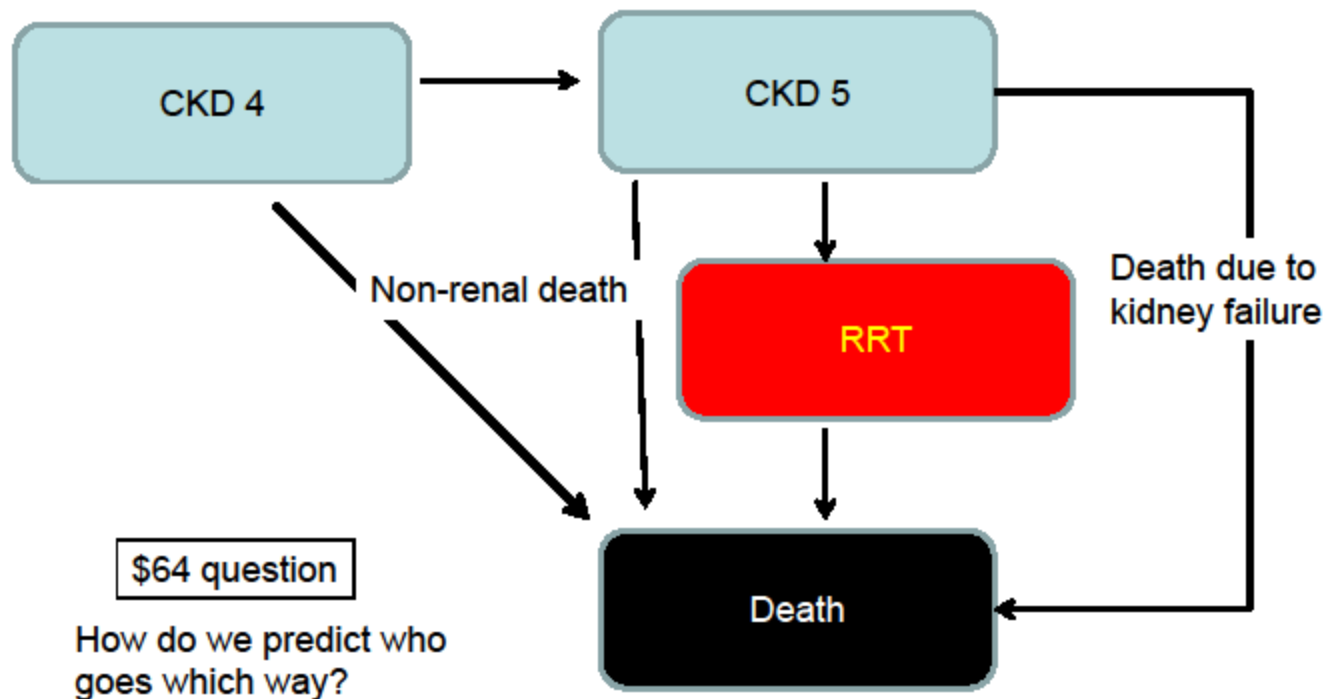 CKD 4
CKD 5
Non-renal death
Death due to
kidney failure
RRT
$64 question
Death
How do we predict who
goes which way?